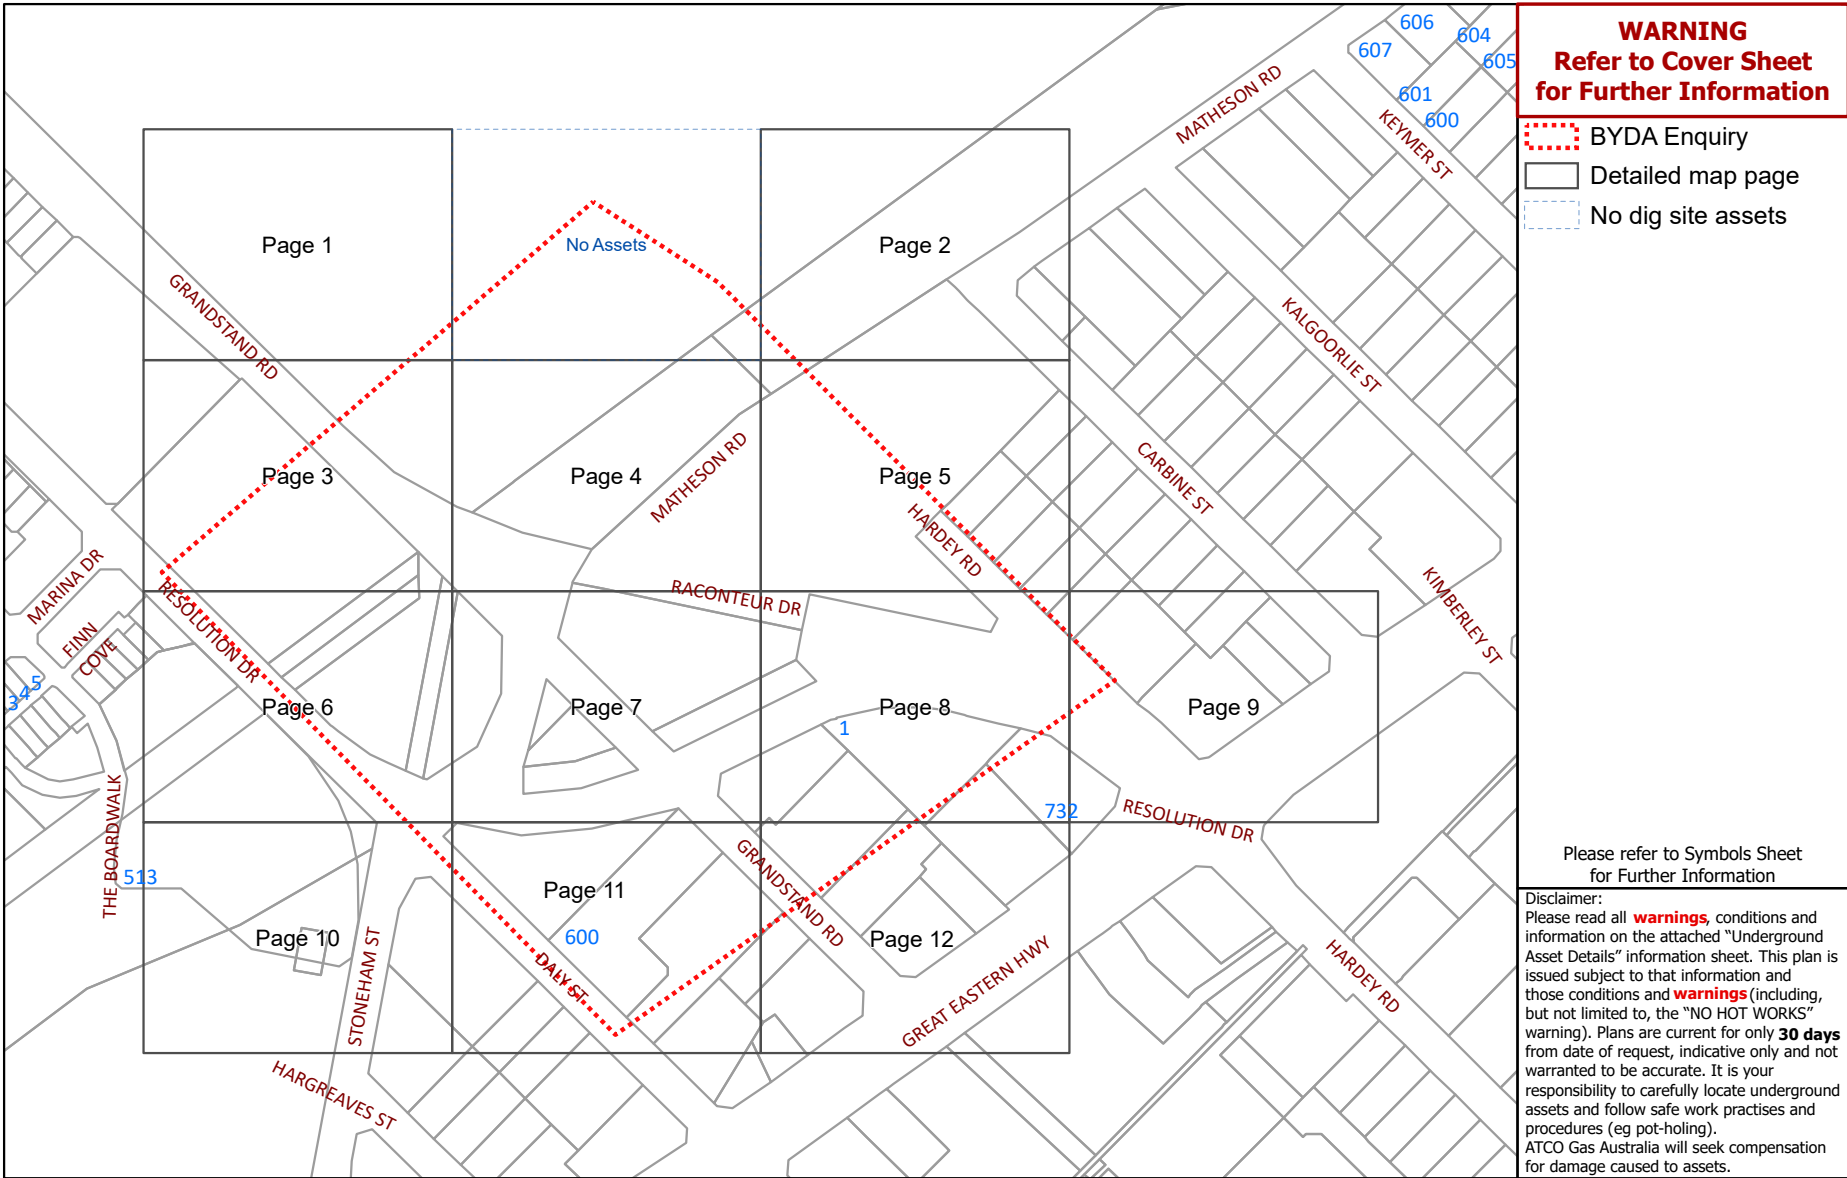 606
604
607
605
601
600
MATHESON RD
KEYMER ST
Page 1
No Assets
Page 2
GRANDSTAND RD
KALGOORLIE ST
Page 3
Page 4
MATHESON RD
Page 5
CARBINE ST
HARDEY RD
MARINA DR
RESOLUTION DR
RACONTEUR DR
KIMBERLEY ST
FINN
COVE
3
4
5
Page 6
Page 7
Page 8
1
Page 9
THE BOARDWALK
732
RESOLUTION DR
513
Page 10
Page 11
600
GRANDSTAND RD
Page 12
STONEHAM ST
DALY ST
GREAT EASTERN HWY
HARDEY RD
HARGREAVES ST
WARNING
Refer to Cover Sheet
for Further Information
BYDA Enquiry
Detailed map page
No dig site assets
Please refer to Symbols Sheet
for Further Information
Disclaimer:
Please read all warnings, conditions and
information on the attached “Underground
Asset Details” information sheet. This plan is
issued subject to that information and
those conditions and warnings (including,
but not limited to, the “NO HOT WORKS”
warning). Plans are current for only 30 days
from date of request, indicative only and not
warranted to be accurate. It is your
responsibility to carefully locate underground
assets and follow safe work practises and
procedures (eg pot-holing).
ATCO Gas Australia will seek compensation
for damage caused to assets.